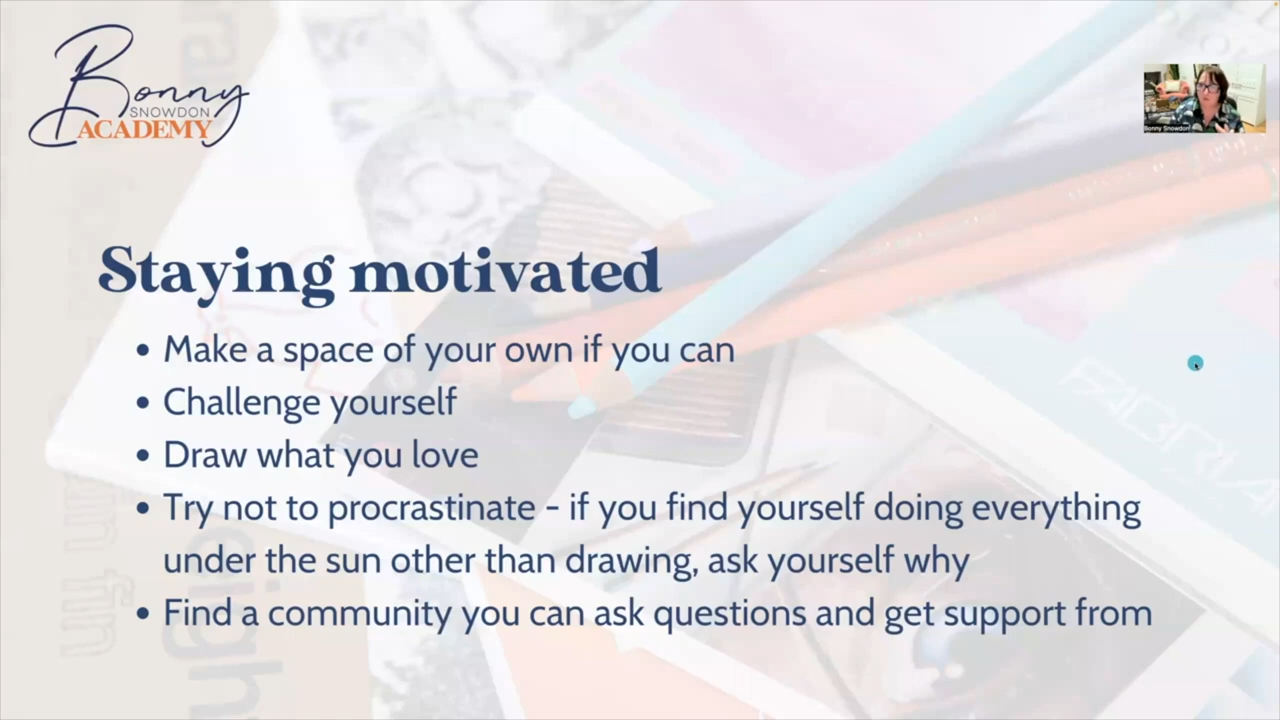 Bonny
SNOWDON
ACADEMY
Bonny Snowdon
Staying motivated
• Make a space of your own if you can
• Challenge yourself
• Draw what you love
• Try not to procrastinate - if you find yourself doing everything
under the sun other than drawing, ask yourself why
• Find a community you can ask questions and get support from